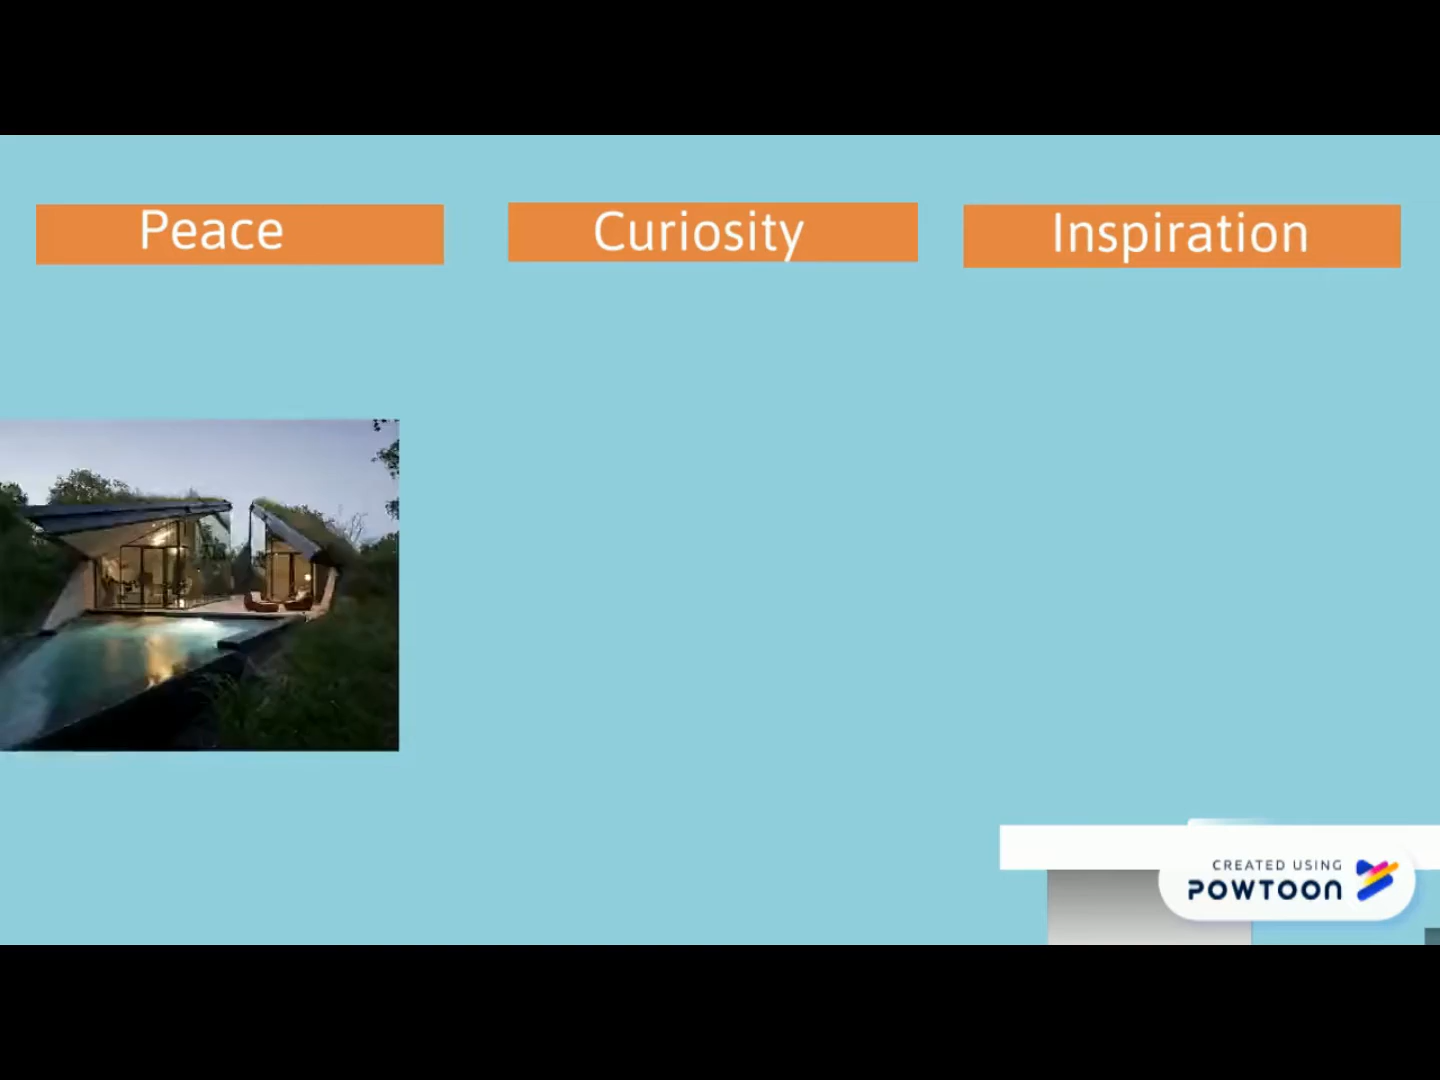 Peace
Curiosity
Inspiration
CREATED USING
POWTOON